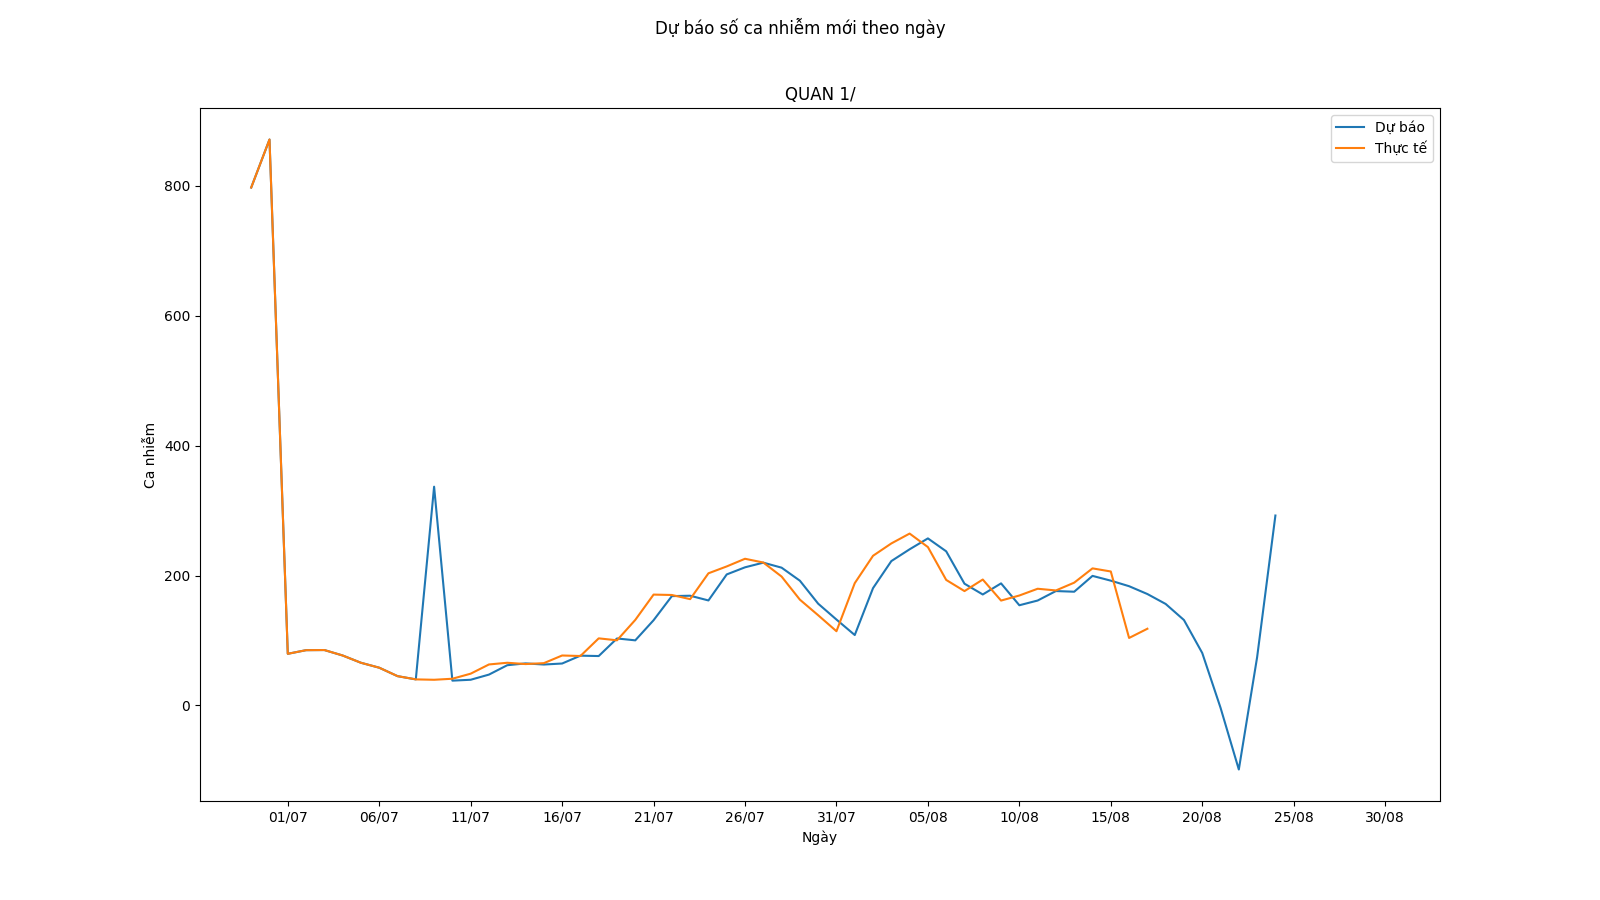 Dự báo số ca nhiễm mới theo ngày
QUAN 1/
Dự báo
Thực tế
Ca nhiễm
800
600
400
200
0
01/07 06/07 11/07 16/07 21/07 26/07 31/07 05/08 10/08 15/08 20/08 25/08 30/08
Ngày